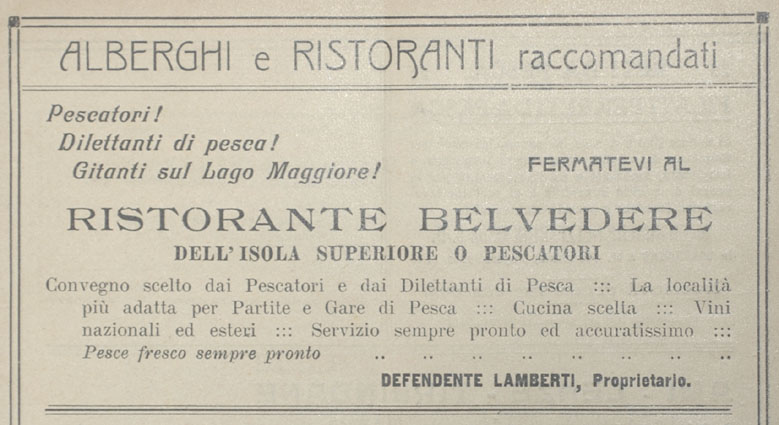 ALBERGHI e RISTORANTI raccomandati
Pescatori!
Dilettanti di pesca!
Gitanti sul Lago Maggiore!
FERMATEVI AL
RISTORANTE BELVEDERE
DELL'ISOLA SUPERIORE O PESCATORI
Convegno scelto dai Pescatori e dai Dilettanti di Pesca ::: La località
più adatta per Partite e Gare di Pesca ::: Cucina scelta ::: Vini
nazionali ed esteri ::: Servizio sempre pronto ed accuratissimo :::
Pesce fresco sempre pronto .. .. .. .. .. .. .. ..
DEFENDENTE LAMBERTI, Proprietario.